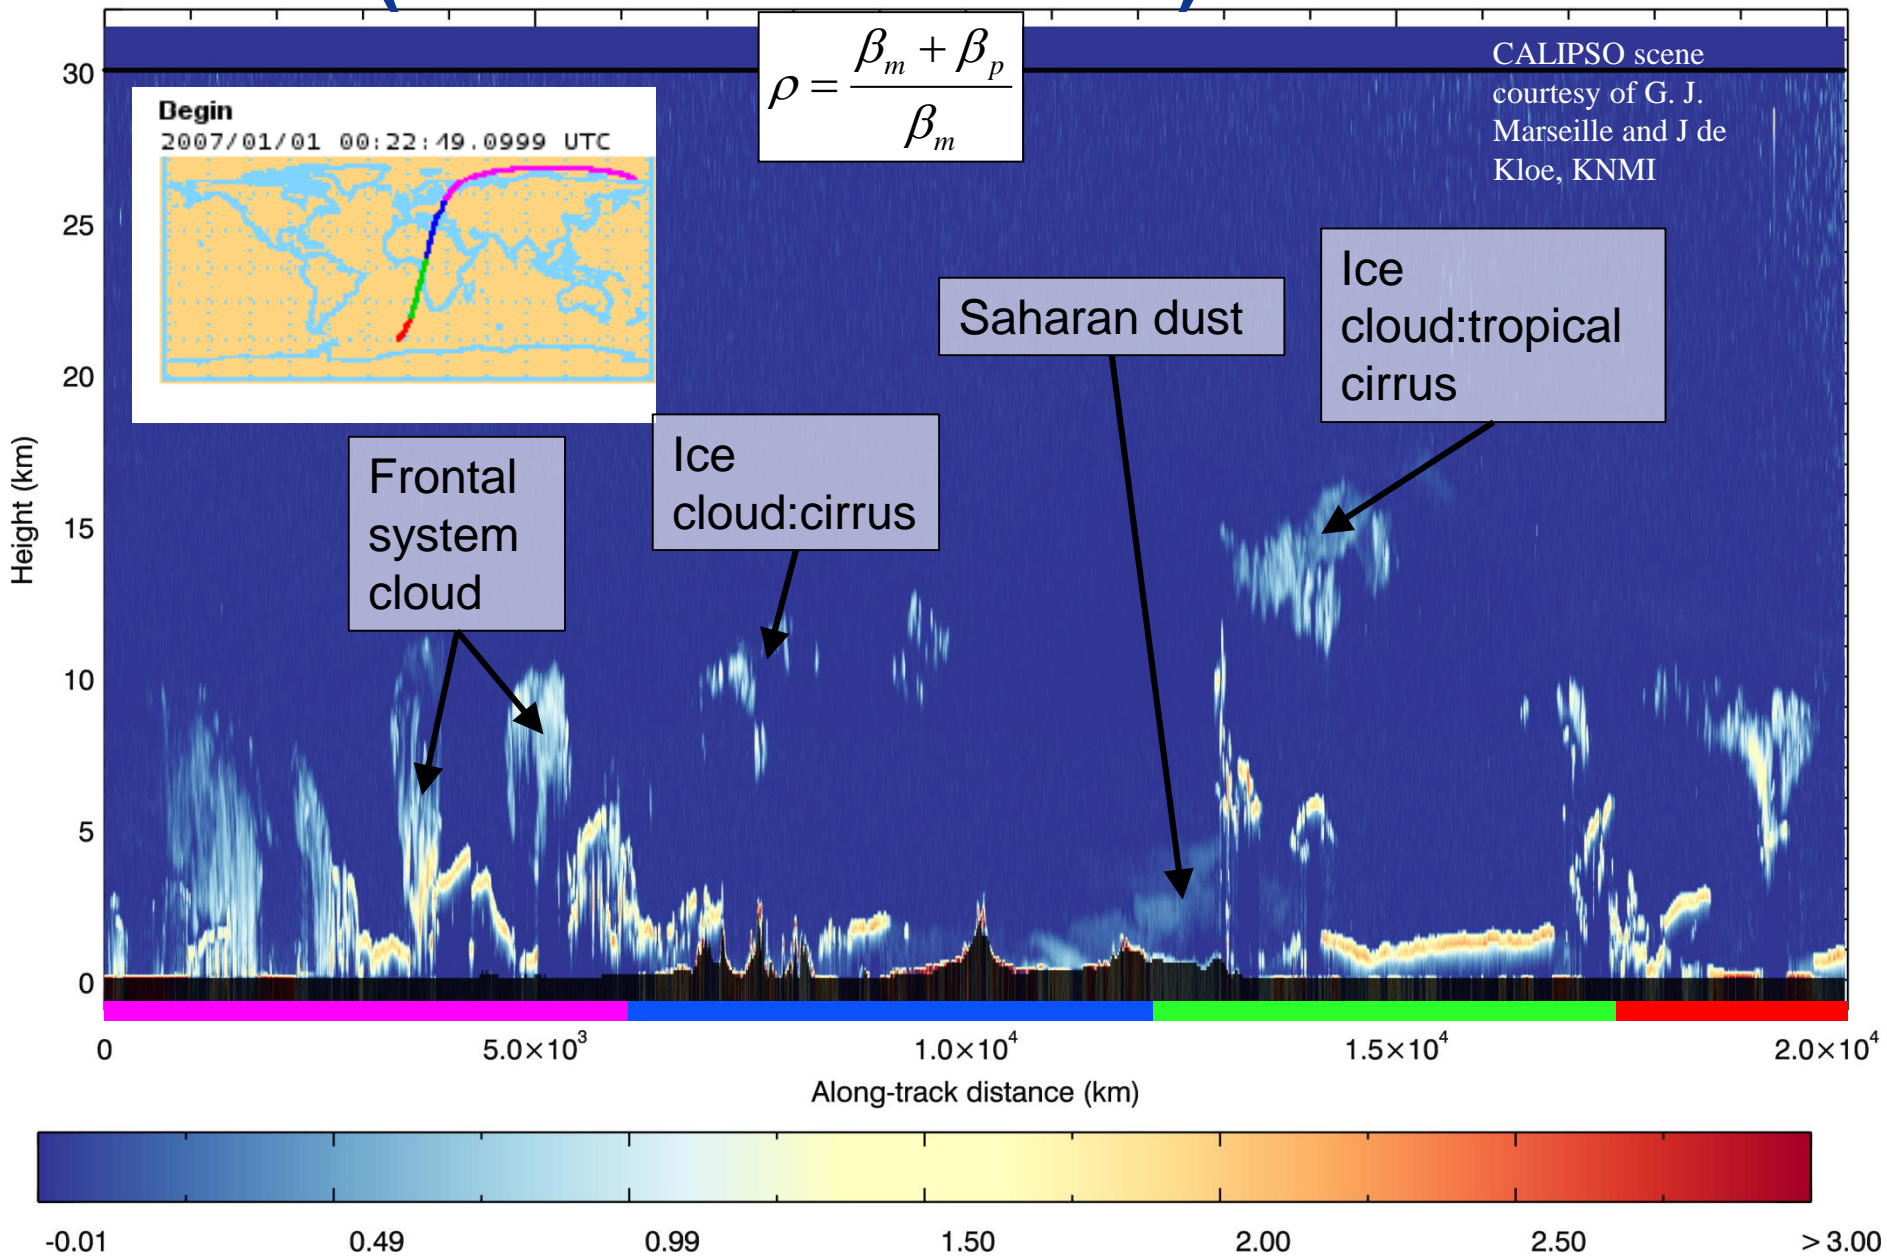 ρ = (β_m + β_p) / β_m
CALIPSO scene
courtesy of G. J.
Marseille and J de
Kloe, KNMI
Begin
2007/01/01 00:22:49.0999 UTC
Saharan dust
Ice
cloud:tropical
cirrus
Frontal
system
cloud
Ice
cloud:cirrus
Height (km)
30
25
20
15
10
5
0
0 5.0×10³ 1.0×10⁴ 1.5×10⁴ 2.0×10⁴
Along-track distance (km)
-0.01 0.49 0.99 1.50 2.00 2.50 >3.00